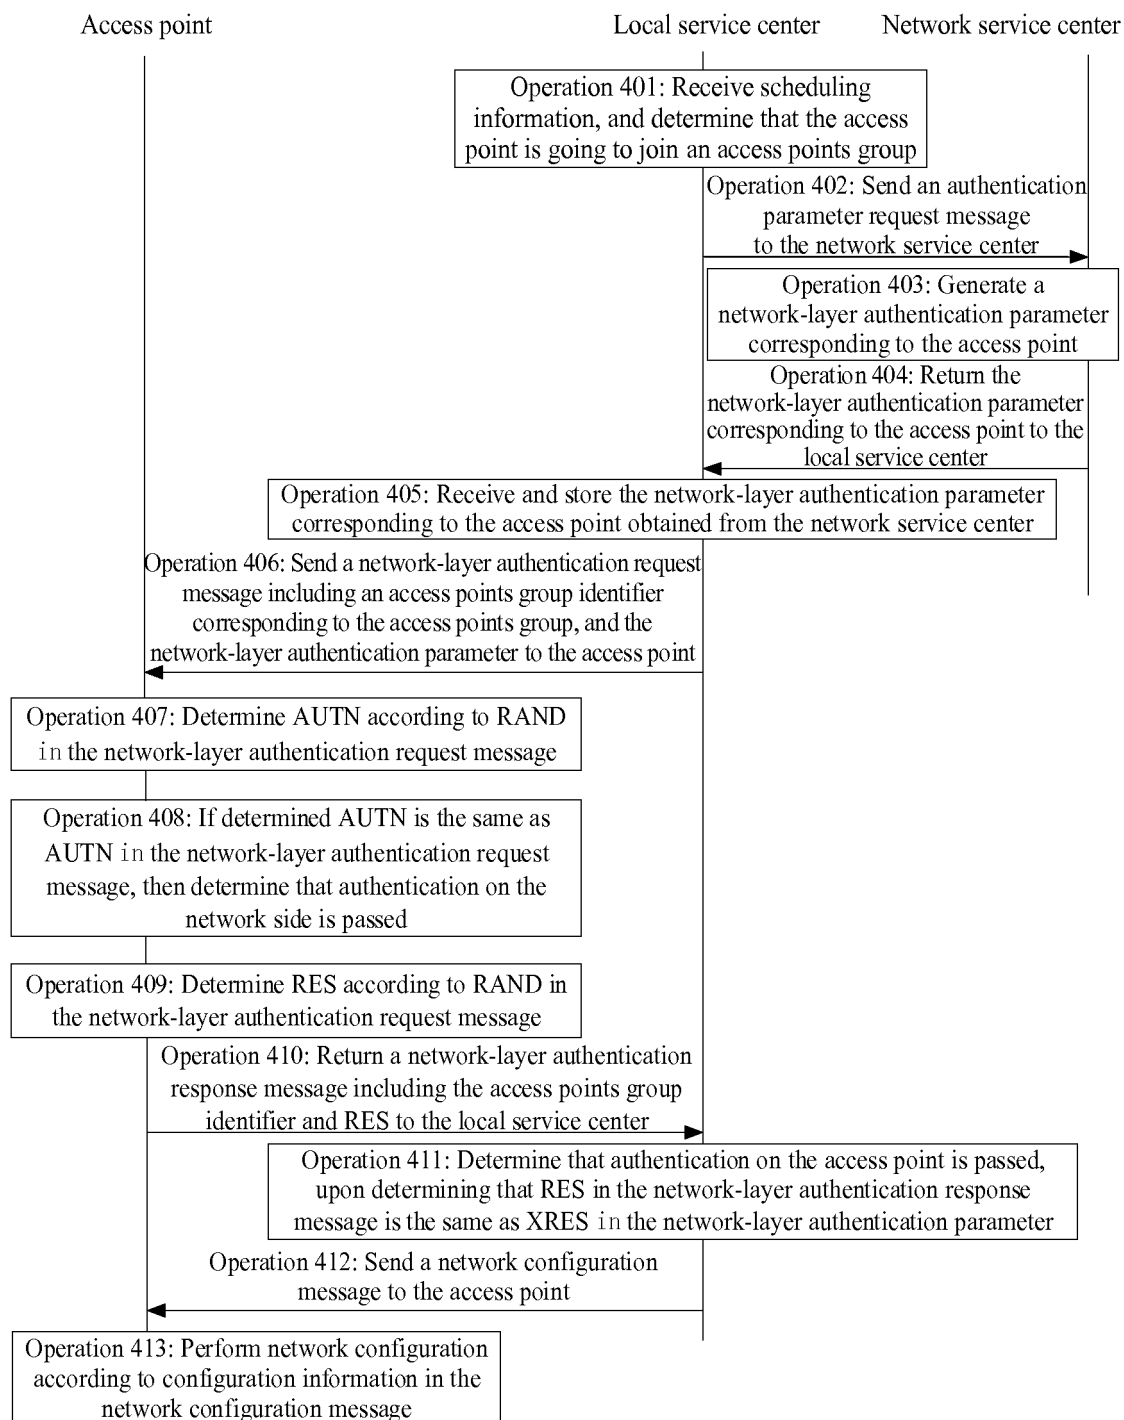 Access point
Local service center
Network service center
Operation 401: Receive scheduling
information, and determine that the access
point is going to join an access points group
Operation 402: Send an authentication
parameter request message
to the network service center
Operation 403: Generate a
network-layer authentication parameter
corresponding to the access point
Operation 404: Return the
network-layer authentication parameter
corresponding to the access point to the
local service center
Operation 405: Receive and store the network-layer authentication parameter
corresponding to the access point obtained from the network service center
Operation 406: Send a network-layer authentication request
message including an access points group identifier
corresponding to the access points group, and the
network-layer authentication parameter to the access point
Operation 407: Determine AUTN according to RAND
in the network-layer authentication request message
Operation 408: If determined AUTN is the same as
AUTN in the network-layer authentication request
message, then determine that authentication on the
network side is passed
Operation 409: Determine RES according to RAND in
the network-layer authentication request message
Operation 410: Return a network-layer authentication
response message including the access points group
identifier and RES to the local service center
Operation 411: Determine that authentication on the access point is passed,
upon determining that RES in the network-layer authentication response
message is the same as XRES in the network-layer authentication parameter
Operation 412: Send a network configuration
message to the access point
Operation 413: Perform network configuration
according to configuration information in the
network configuration message